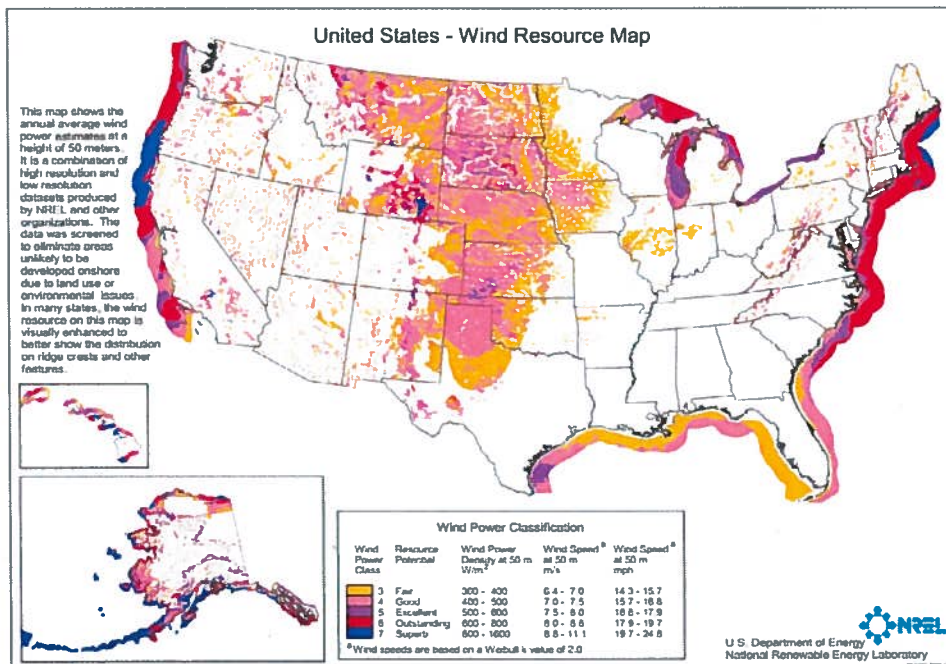 United States - Wind Resource Map
This map shows the
annual average wind
power estimates at a
height of 50 meters.
It is a combination of
high resolution and
low resolution
datasets produced
by NREL and other
organizations. The
data was screened
to eliminate areas
unlikely to be
developed onshore
due to land use or
environmental issues.
In many states, the wind
resource on this map is
visually enhanced to
better show the distribution
on ridge crests and other
features.
Wind Power Classification
Wind Resource Wind Power Wind Speed a Wind Speed a
Power Potential Density at 50 m at 50 m at 50 m
Class W/m² m/s mph
3 Fair 300 - 400 6.4 - 7.0 14.3 - 15.7
4 Good 400 - 500 7.0 - 7.5 15.7 - 16.8
5 Excellent 500 - 600 7.5 - 8.0 16.8 - 17.9
6 Outstanding 600 - 800 8.0 - 8.8 17.9 - 19.7
7 Superb 800 - 1600 8.8 - 11.1 19.7 - 24.8
a Wind speeds are based on a Weibull k value of 2.0
NREL
U.S. Department of Energy
National Renewable Energy Laboratory